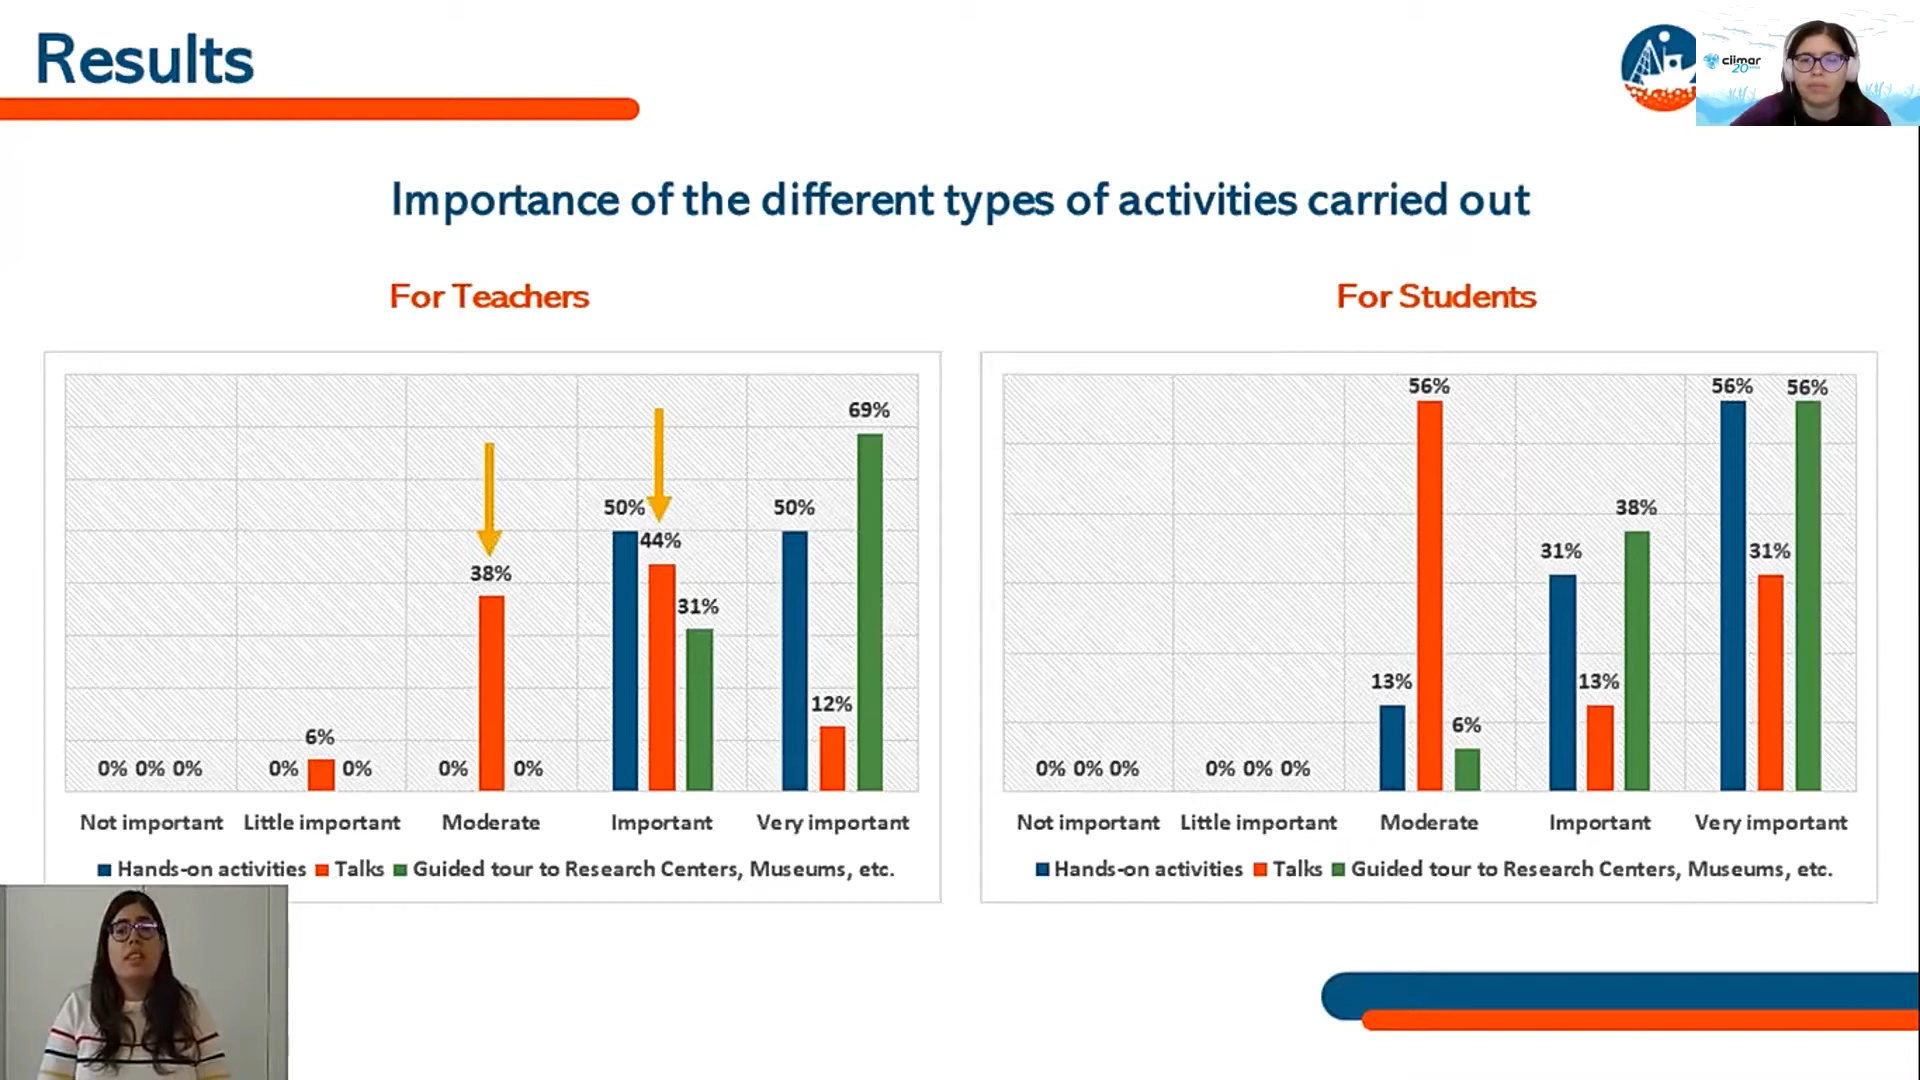 Results
ciimar
20
Importance of the different types of activities carried out
For Teachers
69%
50%
50%
44%
38%
31%
12%
6%
0% 0% 0%
0%
0%
0%
0%
Not important
Little important
Moderate
Important
Very important
Hands-on activities
Talks
Guided tour to Research Centers, Museums, etc.
For Students
56%
56%
56%
38%
31%
31%
13%
13%
6%
0% 0% 0%
0% 0% 0%
Not important
Little important
Moderate
Important
Very important
Hands-on activities
Talks
Guided tour to Research Centers, Museums, etc.